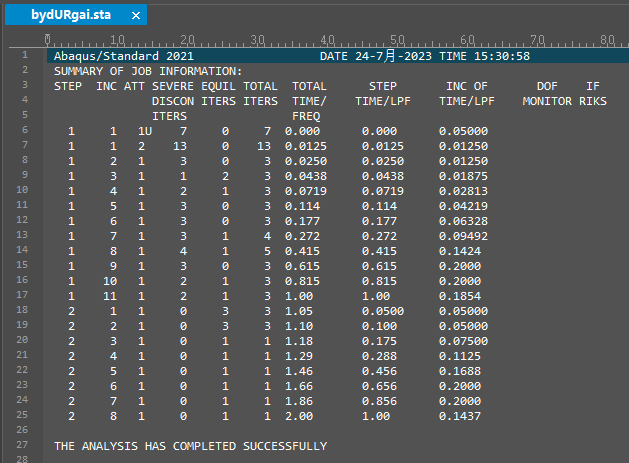 bydURgai.sta ×
0 10 20 30 40 50 60 70 80
1 Abaqus/Standard 2021 DATE 24-7月-2023 TIME 15:30:58
2 SUMMARY OF JOB INFORMATION:
3 STEP INC ATT SEVERE EQUIL TOTAL TOTAL STEP INC OF DOF IF
4 DISCON ITERS ITERS TIME/ TIME/LPF TIME/LPF MONITOR RIKS
5 ITERS FREQ
6 1 1 1U 7 0 7 0.000 0.000 0.05000
7 1 1 2 13 0 13 0.0125 0.0125 0.01250
8 1 2 1 3 0 3 0.0250 0.0250 0.01250
9 1 3 1 1 2 3 0.0438 0.0438 0.01875
10 1 4 1 2 1 3 0.0719 0.0719 0.02813
11 1 5 1 3 0 3 0.114 0.114 0.04219
12 1 6 1 3 0 3 0.177 0.177 0.06328
13 1 7 1 3 1 4 0.272 0.272 0.09492
14 1 8 1 4 1 5 0.415 0.415 0.1424
15 1 9 1 3 0 3 0.615 0.615 0.2000
16 1 10 1 2 1 3 0.815 0.815 0.2000
17 1 11 1 2 1 3 1.00 1.00 0.1854
18 2 1 1 0 3 3 1.05 0.0500 0.05000
19 2 2 1 0 3 3 1.10 0.100 0.05000
20 2 3 1 0 1 1 1.18 0.175 0.07500
21 2 4 1 0 1 1 1.29 0.288 0.1125
22 2 5 1 0 1 1 1.46 0.456 0.1688
23 2 6 1 0 1 1 1.66 0.656 0.2000
24 2 7 1 0 1 1 1.86 0.856 0.2000
25 2 8 1 0 1 1 2.00 1.00 0.1437
26
27 THE ANALYSIS HAS COMPLETED SUCCESSFULLY
28